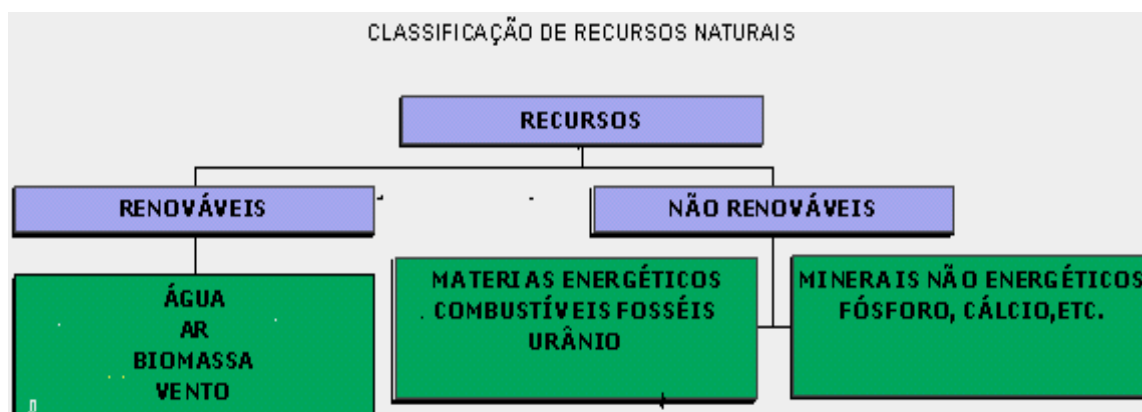 CLASSIFICAÇÃO DE RECURSOS NATURAIS
RECURSOS
RENOVÁVEIS
NÃO RENOVÁVEIS
ÁGUA
AR
BIOMASSA
VENTO
MATERIAS ENERGÉTICOS
COMBUSTÍVEIS FOSSÉIS
URÂNIO
MINERAIS NÃO ENERGÉTICOS
FÓSFORO, CÁLCIO,ETC.